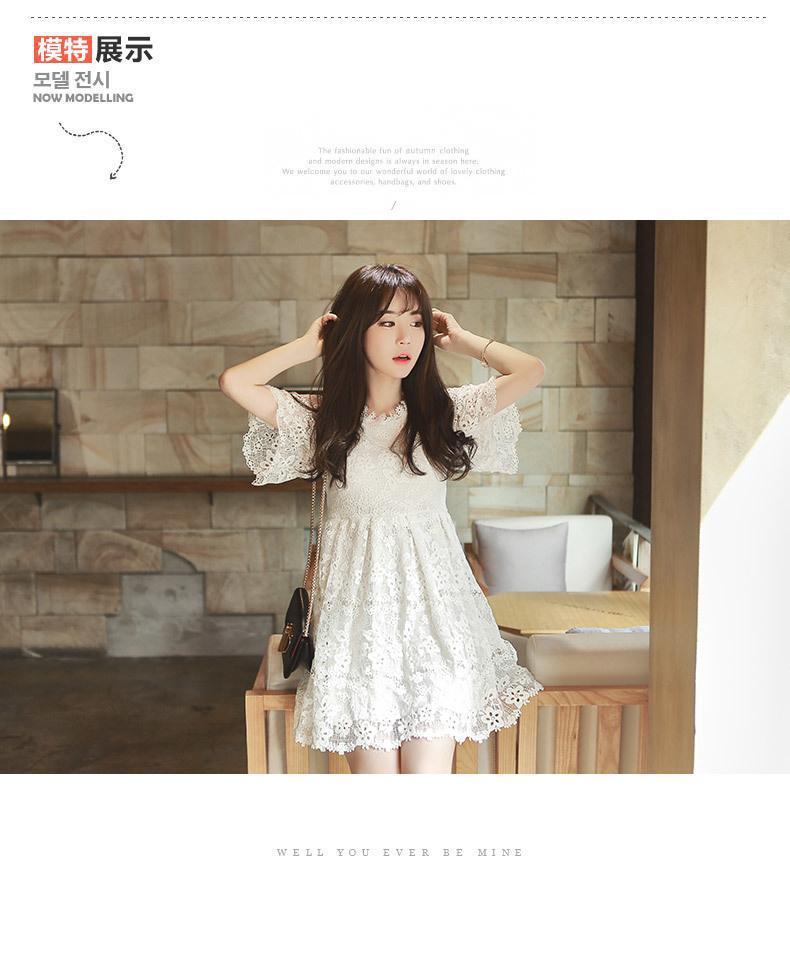 模特展示
모델 전시
NOW MODELLING
The fashionable fun of autumn clothing
and modern designs is always in season here.
We welcome you to our wonderful world of lovely clothing
accessories, handbags, and shoes.
/
WELL YOU EVER BE MINE